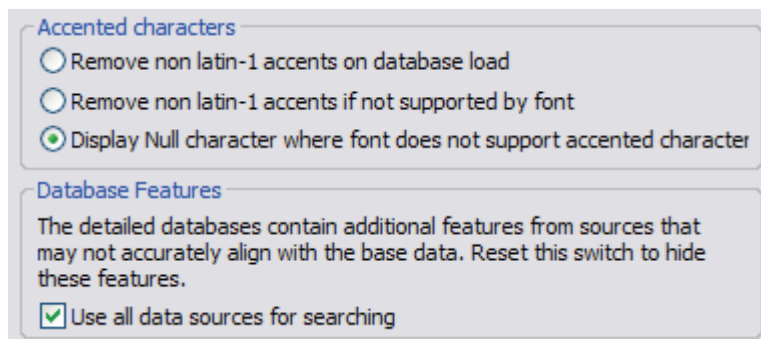 Accented characters
Remove non latin-1 accents on database load
Remove non latin-1 accents if not supported by font
Display Null character where font does not support accented character
Database Features
The detailed databases contain additional features from sources that
may not accurately align with the base data. Reset this switch to hide
these features.
Use all data sources for searching